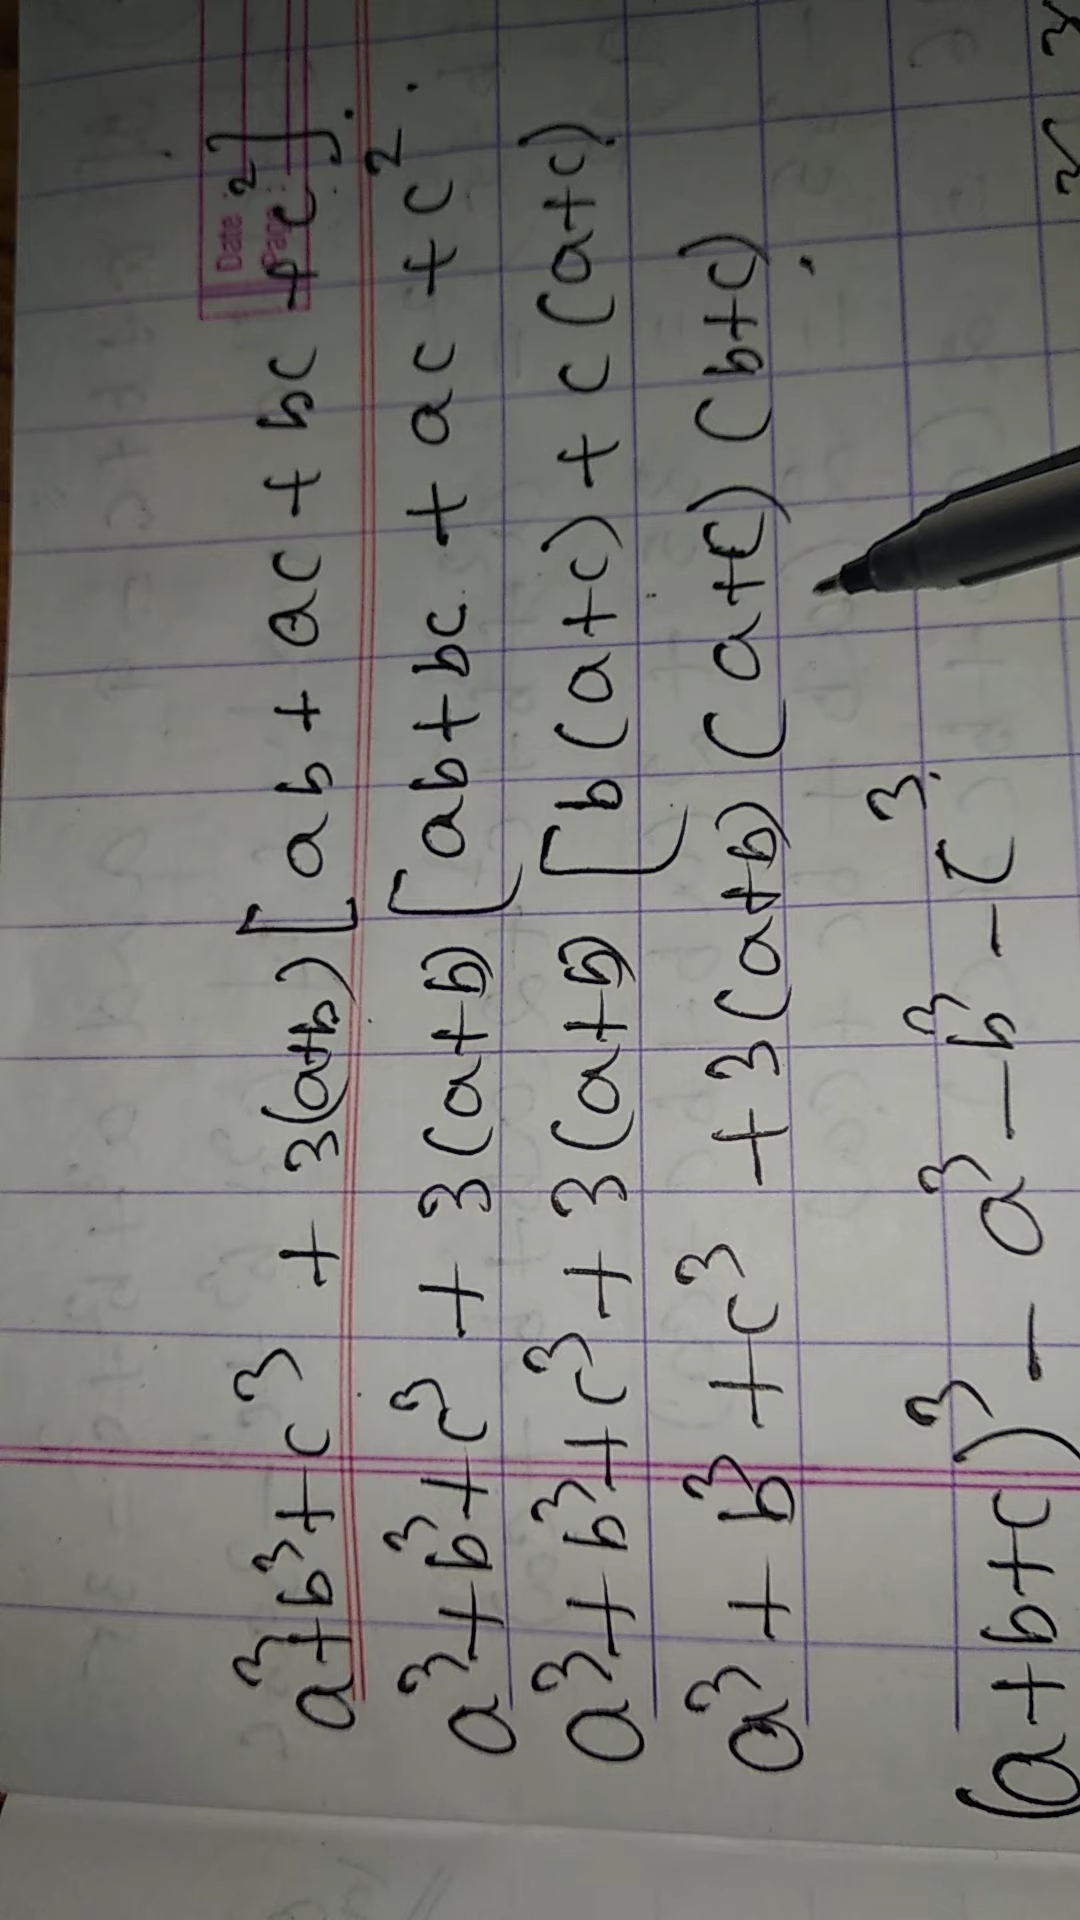 Date :
Page :
a³+b³+c³ + 3(a+b)[ab + ac + bc + c²].
a³+b³+c³ + 3(a+b)[ab+bc + ac + c².
a³+b³+c³ + 3(a+b)[b(a+c) + c(a+c)
a³ + b³ + c³ + 3(a+b)(a+c)(b+c).
(a+b+c)³ - a³ - b³ - c³.